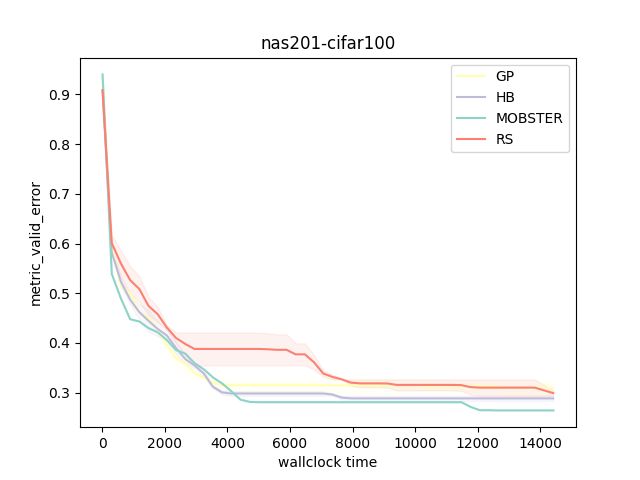 nas201-cifar100
GP
HB
MOBSTER
RS
metric_valid_error
0.9
0.8
0.7
0.6
0.5
0.4
0.3
0 2000 4000 6000 8000 10000 12000 14000
wallclock time